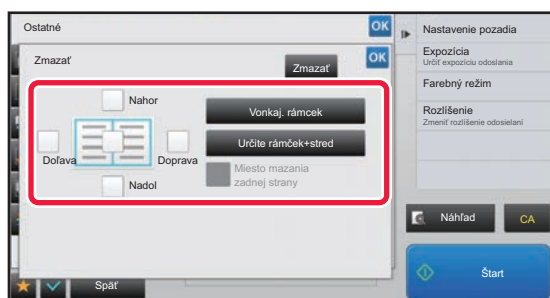 Ostatné
OK
Zmazať
Zmazať
OK
Nahor
Doľava
Doprava
Nadol
Vonkaj. rámcek
Určite rámček+stred
Miesto mazania
zadnej strany
Späť
Nastavenie pozadia
Expozícia
Určiť expozíciu odoslania
Farebný režim
Rozlíšenie
Zmeniť rozlíšenie odosielaní
Náhľad
CA
Štart